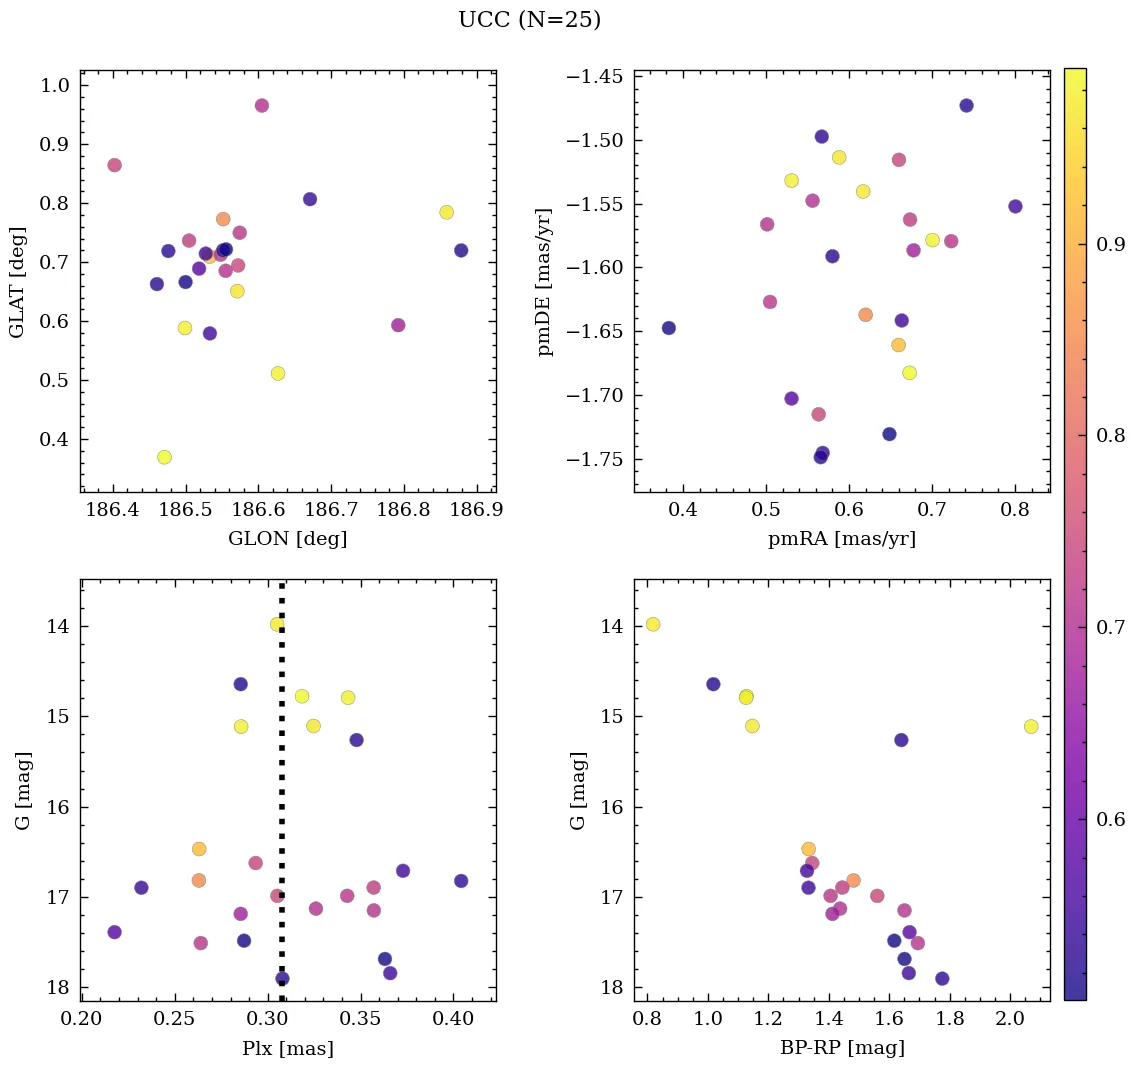 UCC (N=25)
1.0
0.9
0.8
0.7
0.6
0.5
0.4
GLAT [deg]
186.4 186.5 186.6 186.7 186.8 186.9
GLON [deg]
−1.45
−1.50
−1.55
−1.60
−1.65
−1.70
−1.75
pmDE [mas/yr]
0.4 0.5 0.6 0.7 0.8
pmRA [mas/yr]
14
15
16
17
18
G [mag]
0.20 0.25 0.30 0.35 0.40
Plx [mas]
14
15
16
17
18
G [mag]
0.8 1.0 1.2 1.4 1.6 1.8 2.0
BP-RP [mag]
0.9
0.8
0.7
0.6